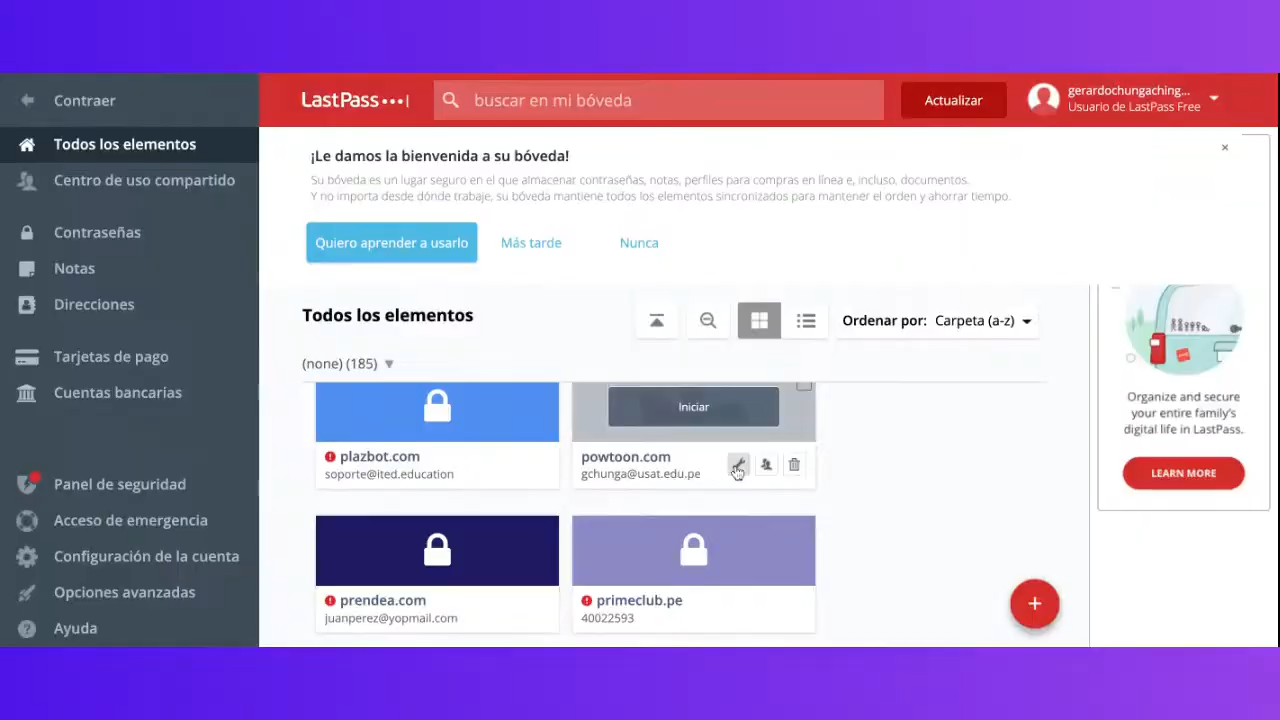 Contraer
Todos los elementos
Centro de uso compartido
Contraseñas
Notas
Direcciones
Tarjetas de pago
Cuentas bancarias
Panel de seguridad
Acceso de emergencia
Configuración de la cuenta
Opciones avanzadas
Ayuda
LastPass
buscar en mi bóveda
Actualizar
gerardochungaching...
Usuario de LastPass Free
¡Le damos la bienvenida a su bóveda!
Su bóveda es un lugar seguro en el que almacenar contraseñas, notas, perfiles para compras en línea e, incluso, documentos.
Y no importa desde dónde trabaje, su bóveda mantiene todos los elementos sincronizados para mantener el orden y ahorrar tiempo.
Quiero aprender a usarlo
Más tarde
Nunca
Todos los elementos
Ordenar por: Carpeta (a-z)
(none) (185)
plazbot.com
soporte@ited.education
Iniciar
powtoon.com
gchunga@usat.edu.pe
prendea.com
juanperez@yopmail.com
primeclub.pe
40022593
Organize and secure
your entire family's
digital life in LastPass.
LEARN MORE